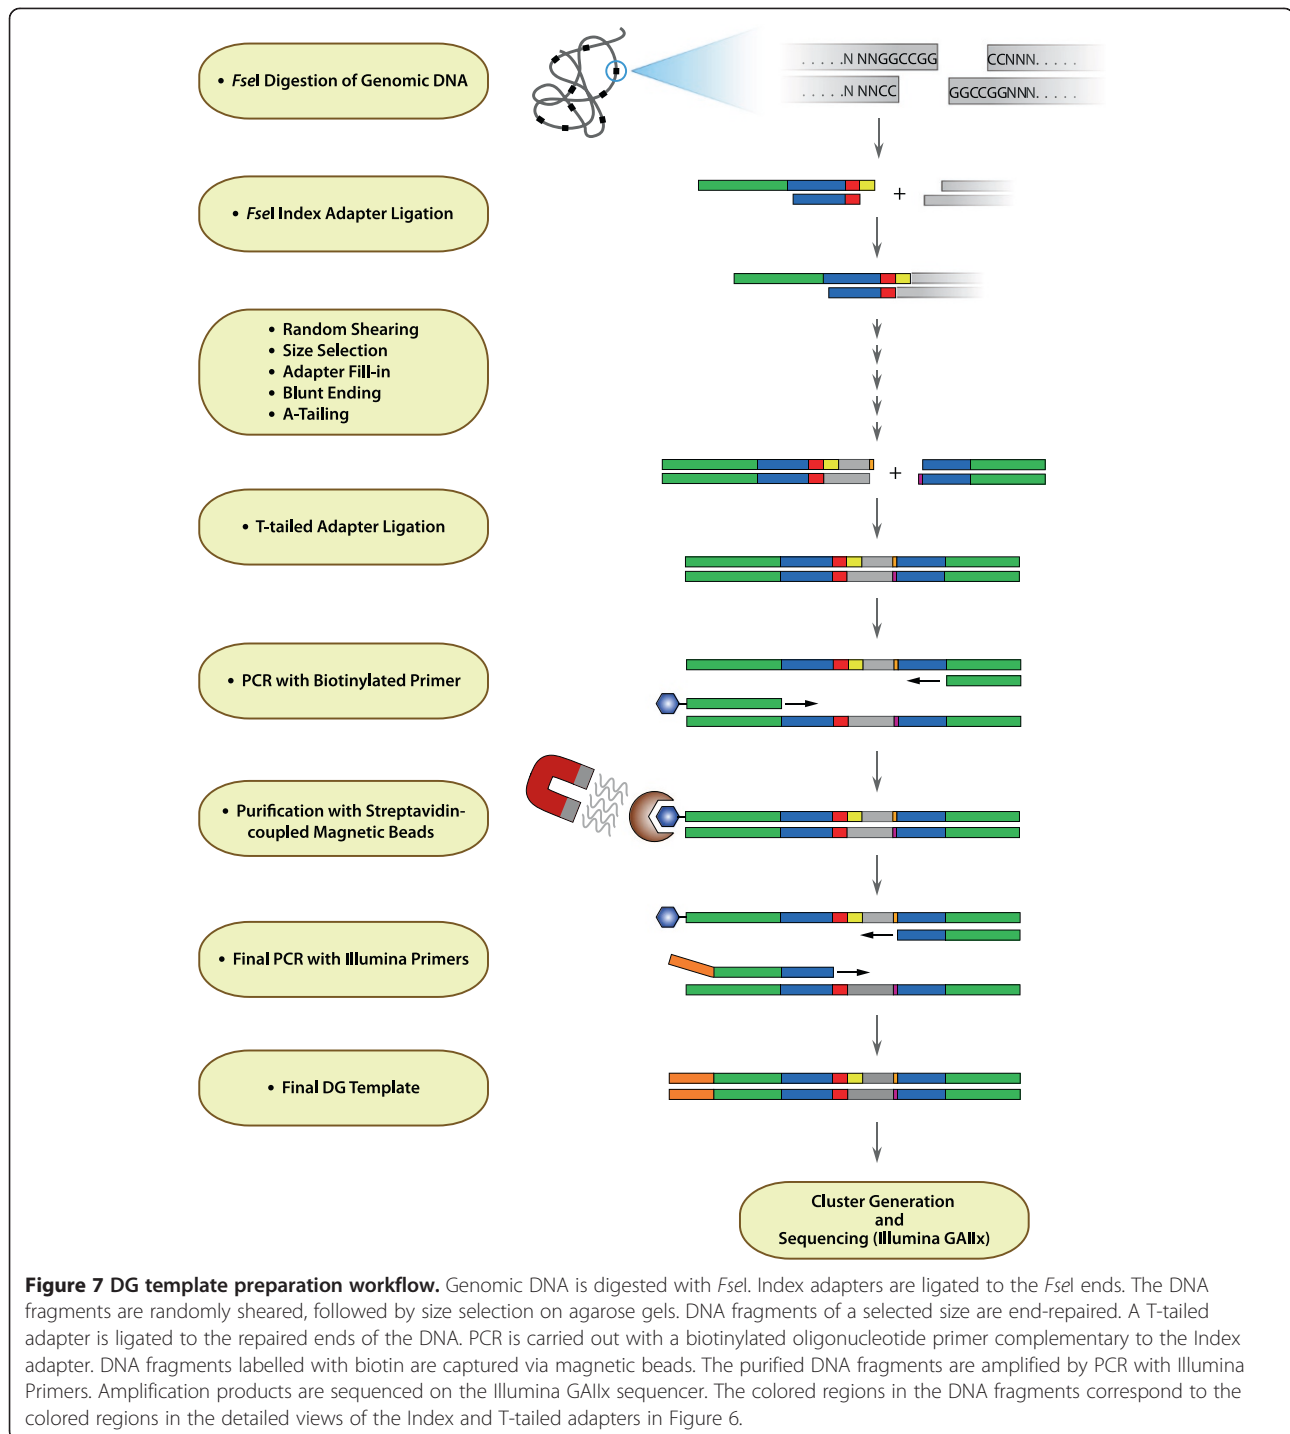 • FseI Digestion of Genomic DNA
. . . . .N NNGGCCGG
CCNNN. . . . .
. . . . .N NNCC
GGCCGGNNN. . . . .
• FseI Index Adapter Ligation
+
• Random Shearing
• Size Selection
• Adapter Fill-in
• Blunt Ending
• A-Tailing
+
• T-tailed Adapter Ligation
• PCR with Biotinylated Primer
• Purification with Streptavidin-
coupled Magnetic Beads
• Final PCR with Illumina Primers
• Final DG Template
Cluster Generation
and
Sequencing (Illumina GAIIx)
Figure 7 DG template preparation workflow. Genomic DNA is digested with FseI. Index adapters are ligated to the FseI ends. The DNA
fragments are randomly sheared, followed by size selection on agarose gels. DNA fragments of a selected size are end-repaired. A T-tailed
adapter is ligated to the repaired ends of the DNA. PCR is carried out with a biotinylated oligonucleotide primer complementary to the Index
adapter. DNA fragments labelled with biotin are captured via magnetic beads. The purified DNA fragments are amplified by PCR with Illumina
Primers. Amplification products are sequenced on the Illumina GAIIx sequencer. The colored regions in the DNA fragments correspond to the
colored regions in the detailed views of the Index and T-tailed adapters in Figure 6.